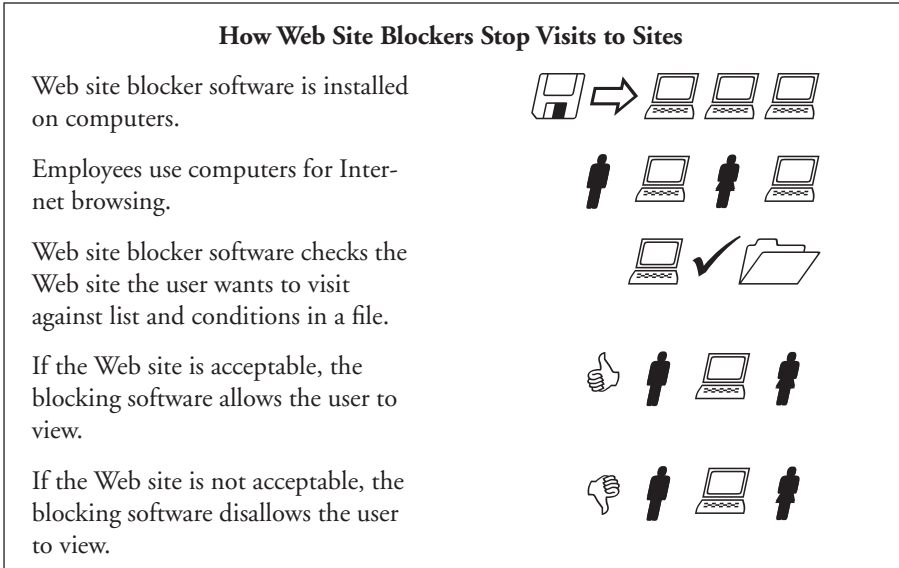 How Web Site Blockers Stop Visits to Sites
Web site blocker software is installed
on computers.
Employees use computers for Inter-
net browsing.
Web site blocker software checks the
Web site the user wants to visit
against list and conditions in a file.
If the Web site is acceptable, the
blocking software allows the user to
view.
If the Web site is not acceptable, the
blocking software disallows the user
to view.